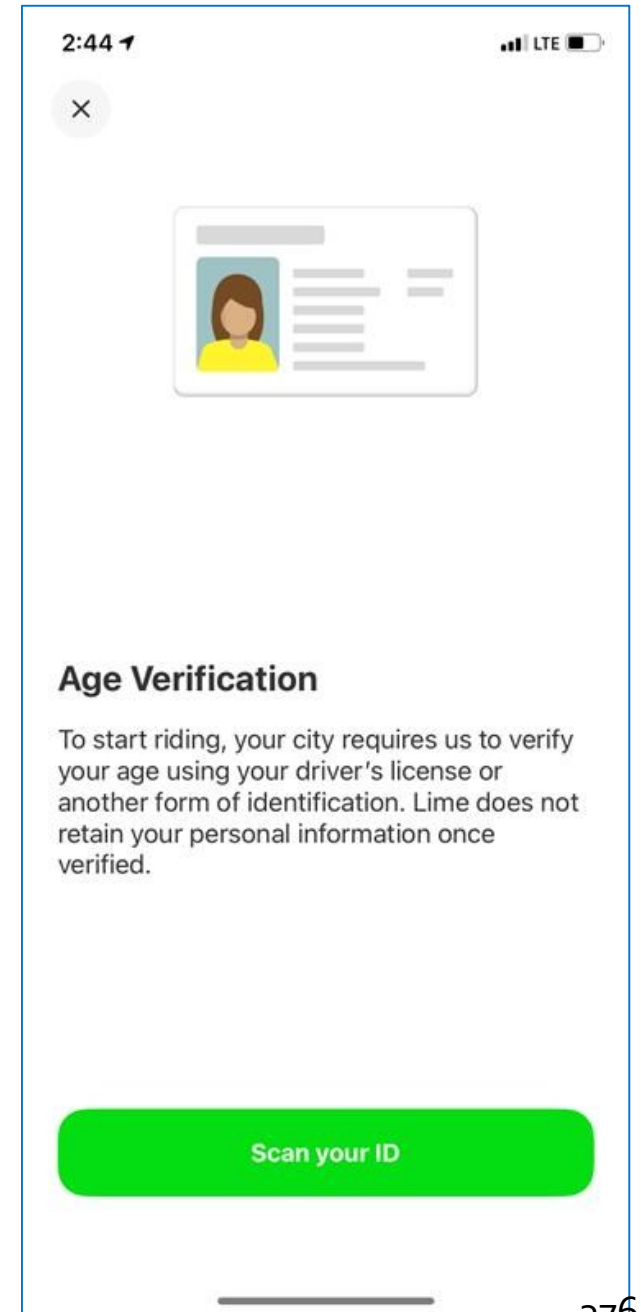 2:44
LTE
Age Verification
To start riding, your city requires us to verify
your age using your driver's license or
another form of identification. Lime does not
retain your personal information once
verified.
Scan your ID